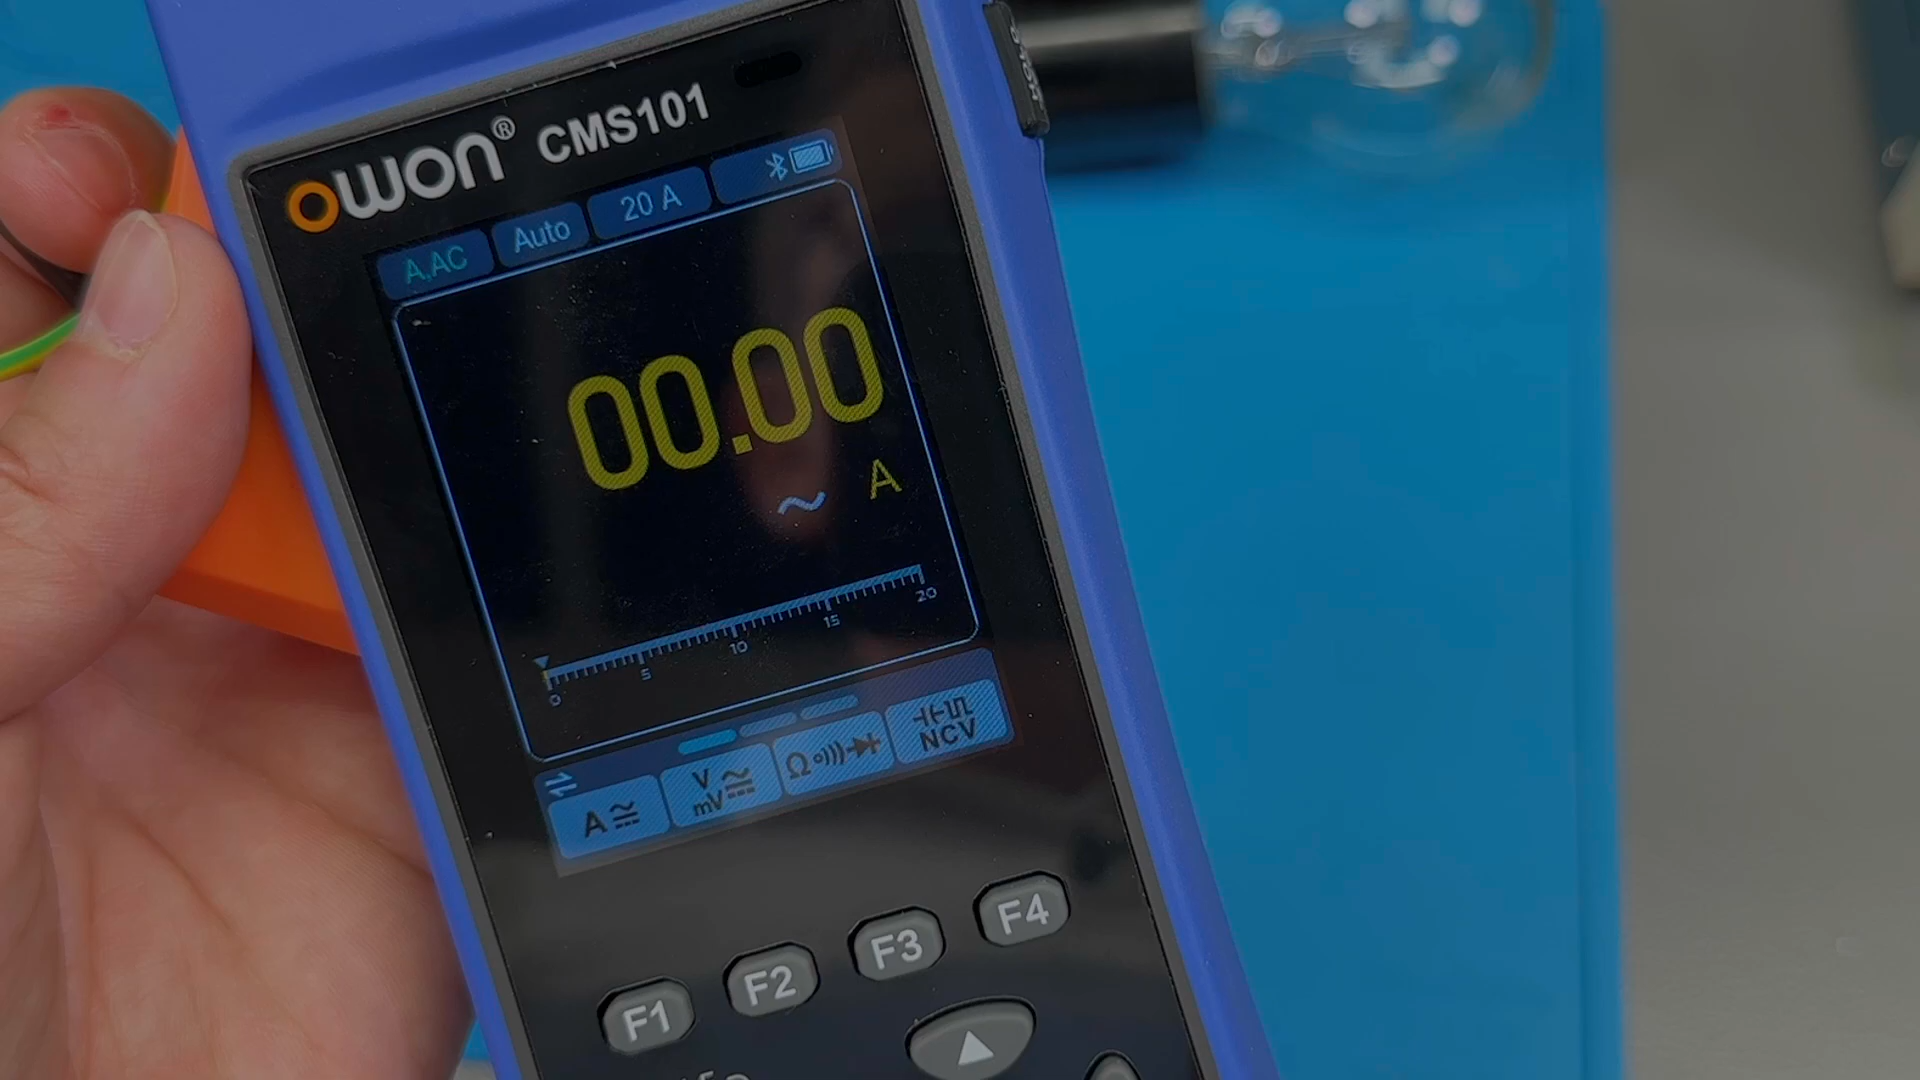 OWON® CMS101
A,AC Auto 20 A
00.00
~ A
0 5 10 15 20
A V mV Ω NCV
F1 F2 F3 F4